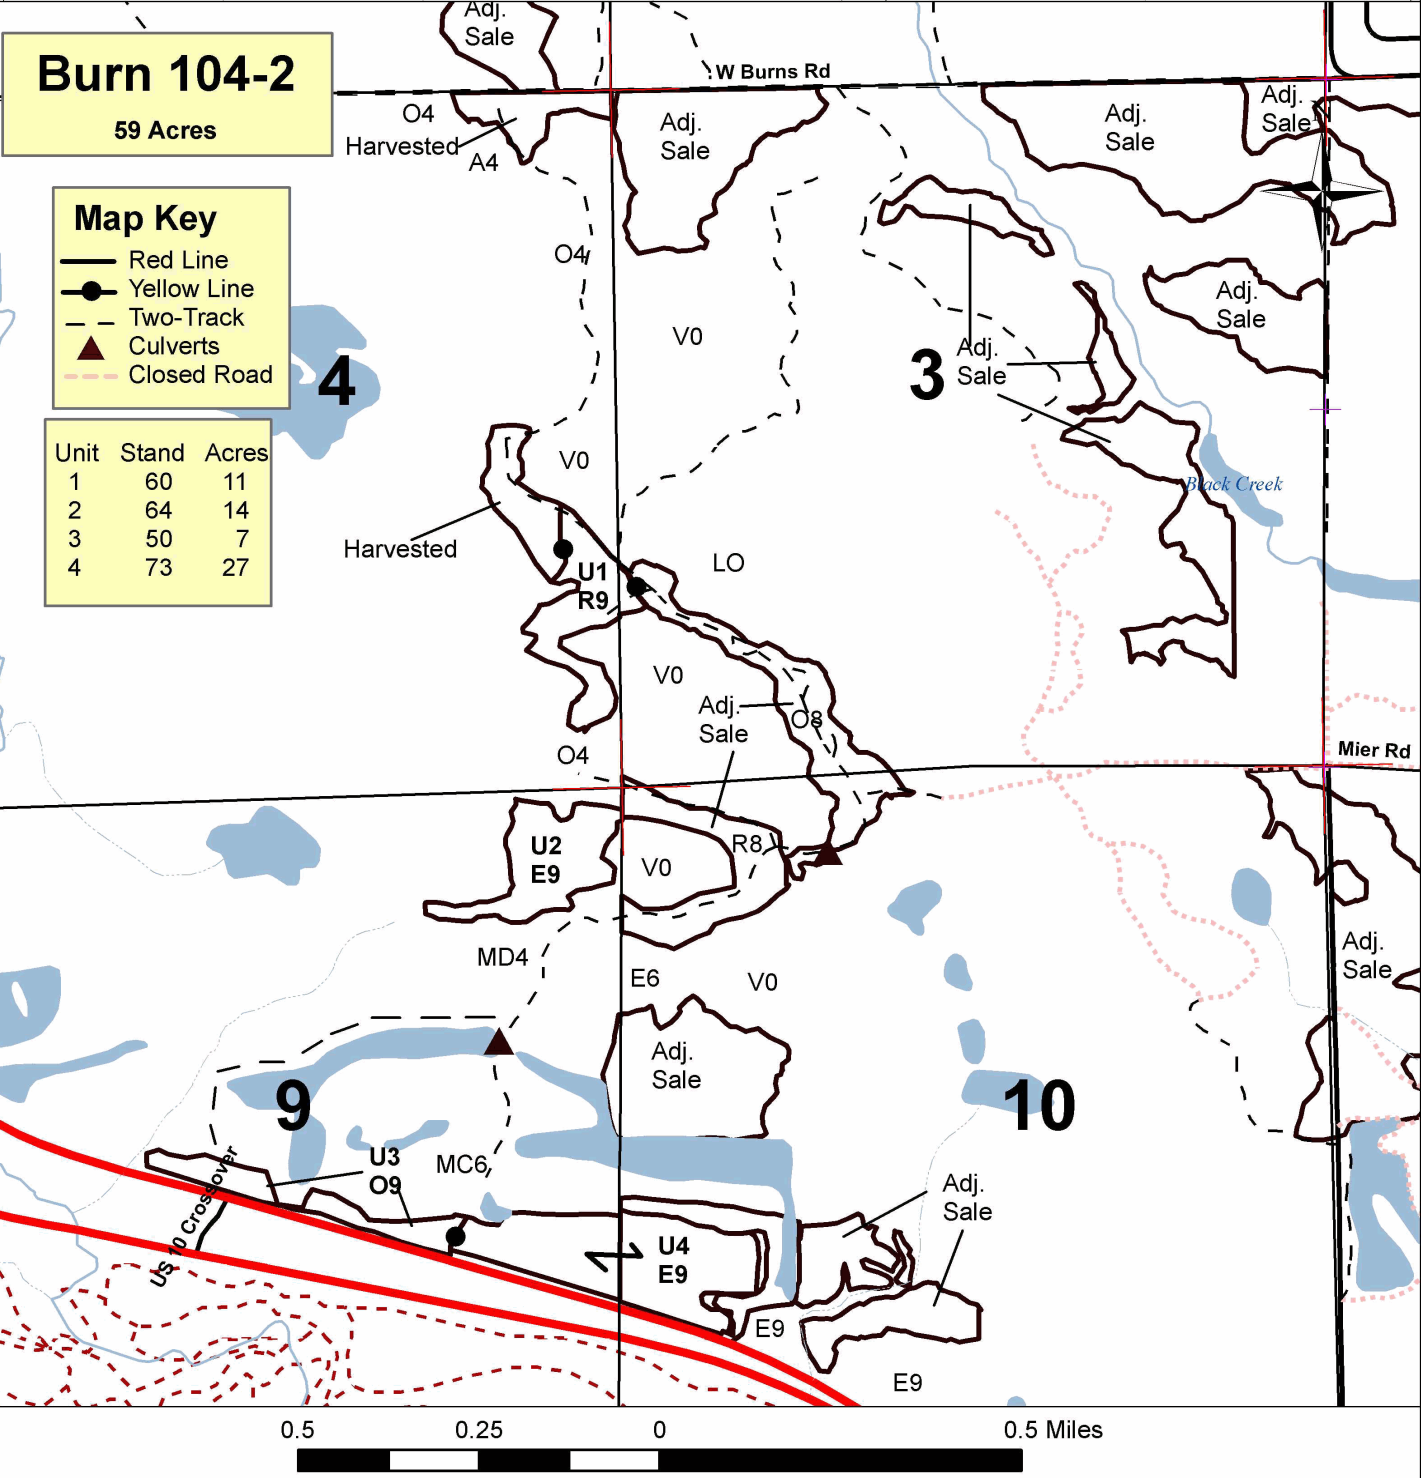 Adj.
Sale
Burn 104-2
59 Acres
W Burns Rd
O4
Harvested
A4
Adj.
Sale
Adj.
Sale
Adj.
Sale
Map Key
Red Line
Yellow Line
Two-Track
Culverts
Closed Road
O4
V0
4
3
Adj.
Sale
Adj.
Sale
Unit Stand Acres
1 60 11
2 64 14
3 50 7
4 73 27
V0
Black Creek
Harvested
LO
U1
R9
V0
Adj.
Sale
O8
O4
Mier Rd
U2
E9
V0
R8
MD4
E6
V0
Adj.
Sale
Adj.
Sale
9
10
U3
O9
MC6
US 10 Crossover
Adj.
Sale
U4
E9
E9
E9
0.5 0.25 0 0.5 Miles